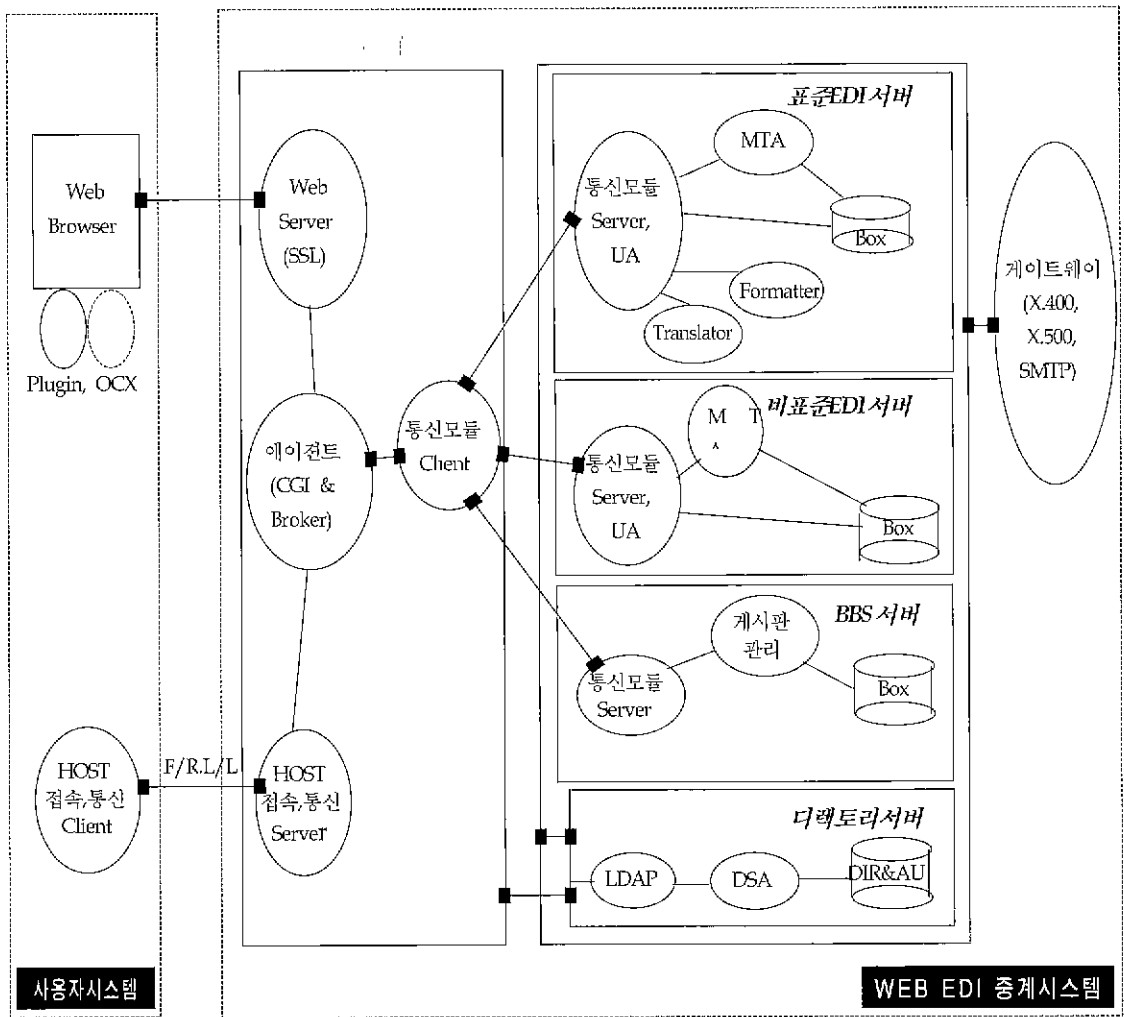 Web
Browser
Plugin, OCX
HOST
접속,통신
Client
사용자시스템
F/R.L/L
Web
Server
(SSL)
에이전트
(CGI &
Broker)
HOST
접속,통신
Server
통신모듈
Client
표준EDI서버
통신모듈
Server,
UA
MTA
Box
Formatter
Translator
비표준EDI서버
통신모듈
Server,
UA
M T
A
Box
BBS서버
통신모듈
Server
게시판
관리
Box
디랙토리서버
LDAP
DSA
DIR&AU
게이트웨이
(X.400,
X.500,
SMTP)
WEB EDI 중계시스템